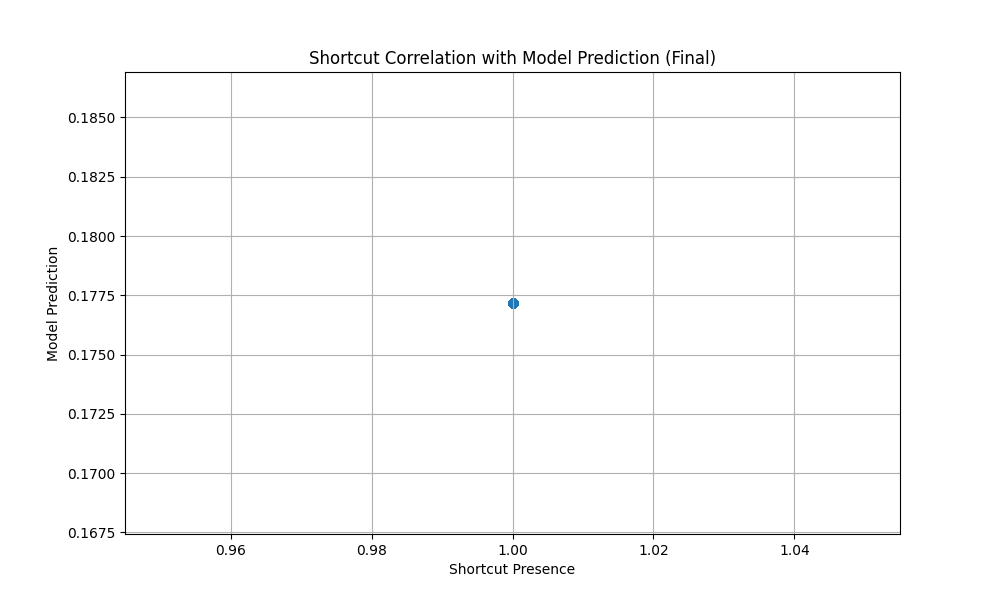 Shortcut Correlation with Model Prediction (Final)
0.1850
0.1825
0.1800
0.1775
0.1750
0.1725
0.1700
0.1675
Model Prediction
0.96 0.98 1.00 1.02 1.04
Shortcut Presence